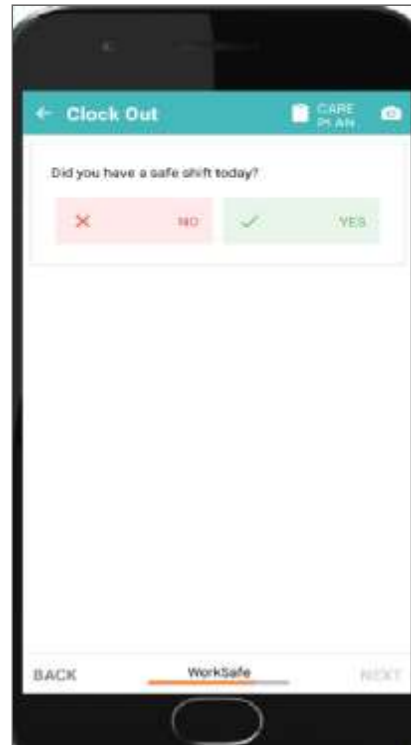 ← Clock Out
CARE
PLAN
Did you have a safe shift today?
NO
YES
BACK
WorkSafe
NEXT